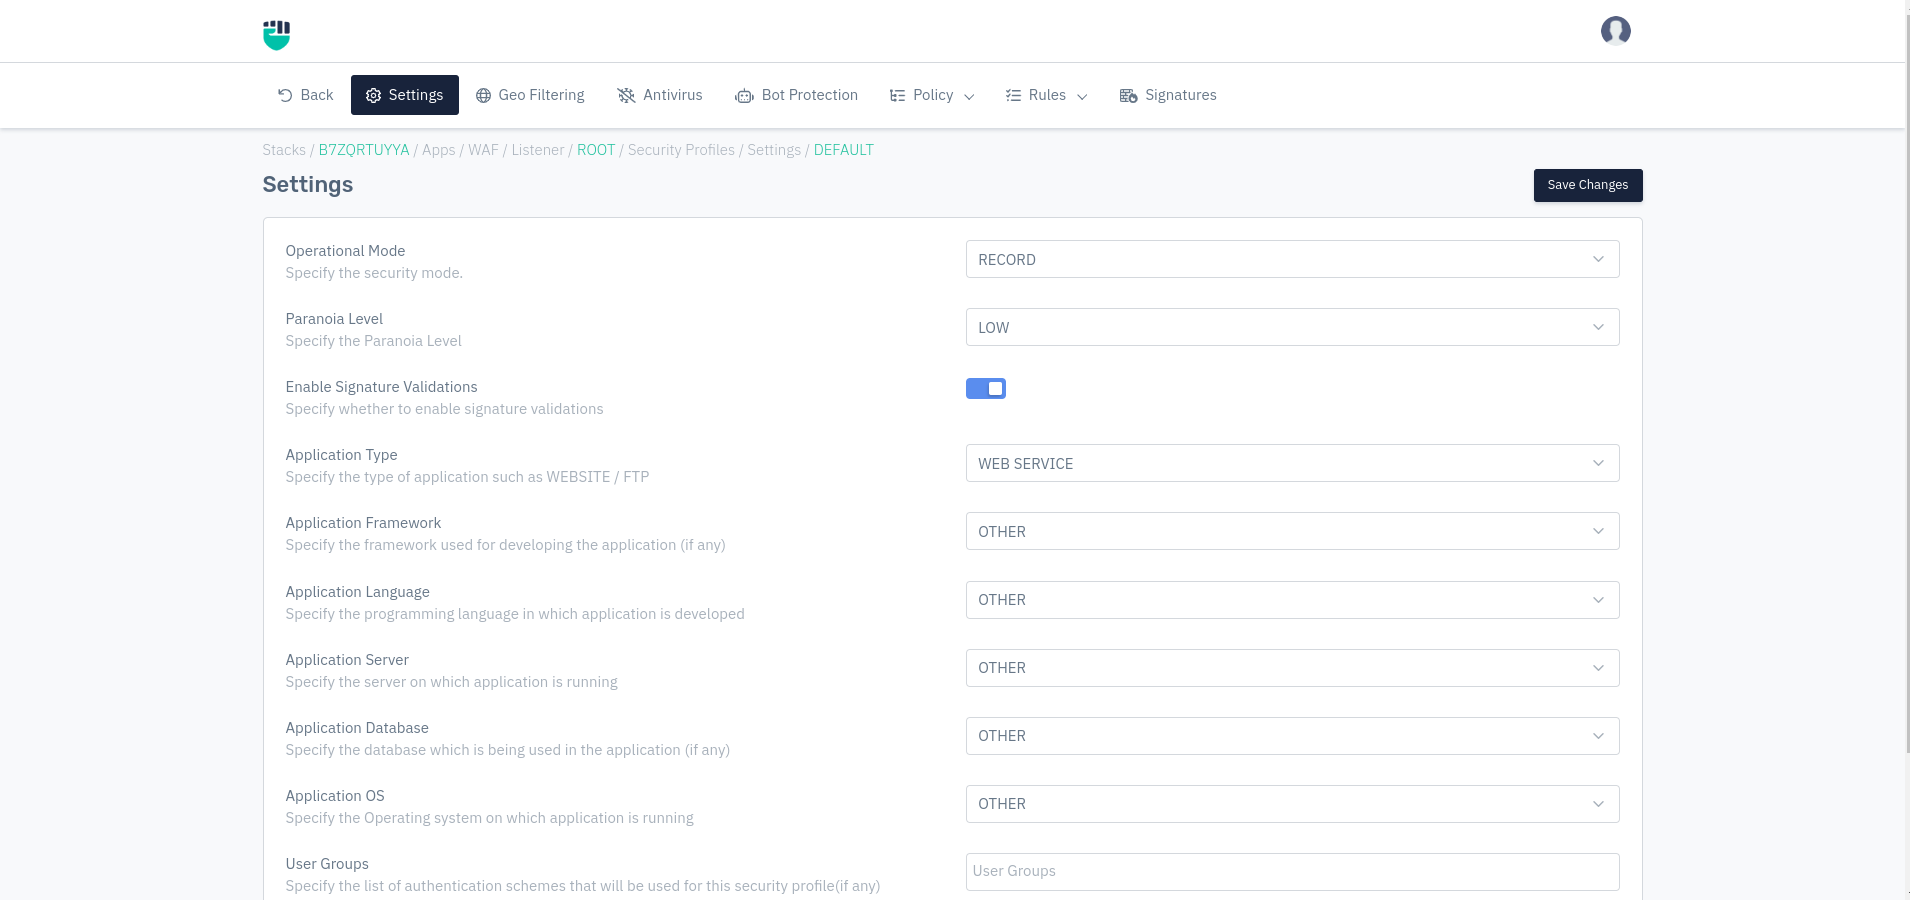 Back Settings Geo Filtering Antivirus Bot Protection Policy Rules Signatures
Stacks / B7ZQRTUYYA / Apps / WAF / Listener / ROOT / Security Profiles / Settings / DEFAULT
Settings
Save Changes
Operational Mode
Specify the security mode.
RECORD
Paranoia Level
Specify the Paranoia Level
LOW
Enable Signature Validations
Specify whether to enable signature validations
Application Type
Specify the type of application such as WEBSITE / FTP
WEB SERVICE
Application Framework
Specify the framework used for developing the application (if any)
OTHER
Application Language
Specify the programming language in which application is developed
OTHER
Application Server
Specify the server on which application is running
OTHER
Application Database
Specify the database which is being used in the application (if any)
OTHER
Application OS
Specify the Operating system on which application is running
OTHER
User Groups
Specify the list of authentication schemes that will be used for this security profile(if any)
User Groups